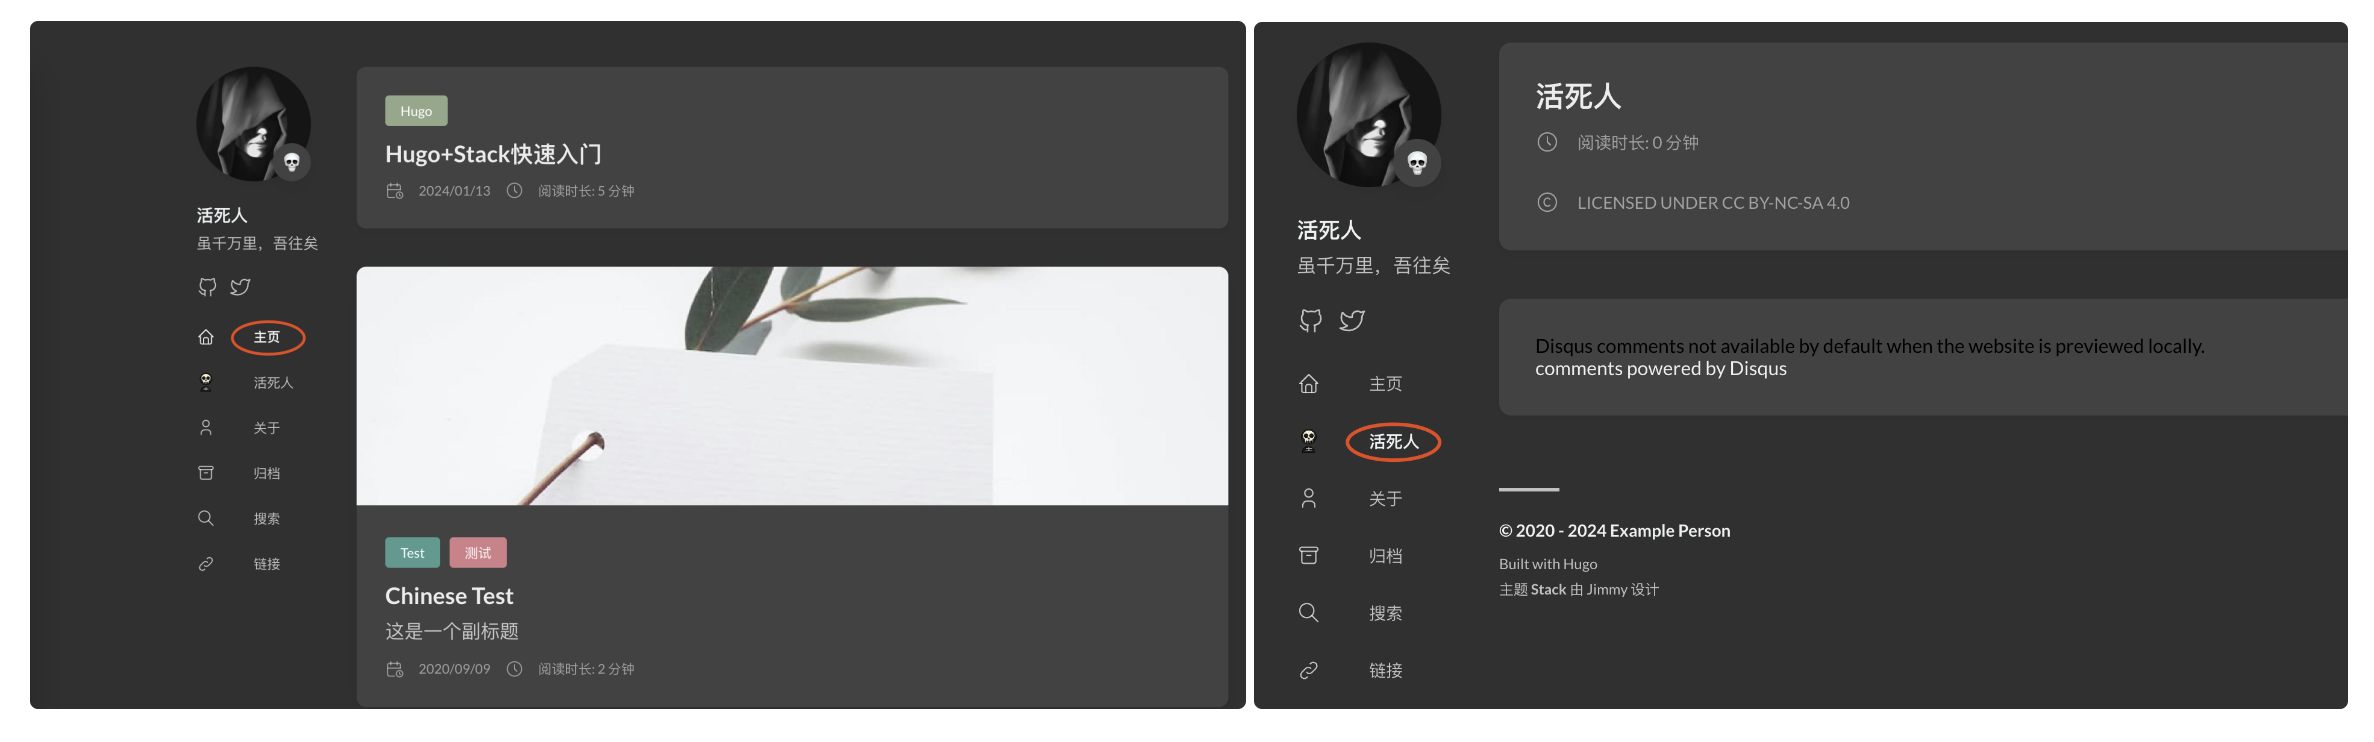 活死人
虽千万里，吾往矣
主页
活死人
关于
归档
搜索
链接
Hugo
Hugo+Stack快速入门
2024/01/13 阅读时长: 5 分钟
Test 测试
Chinese Test
这是一个副标题
2020/09/09 阅读时长: 2 分钟
活死人
虽千万里，吾往矣
主页
活死人
关于
归档
搜索
链接
活死人
阅读时长: 0 分钟
LICENSED UNDER CC BY-NC-SA 4.0
Disqus comments not available by default when the website is previewed locally.
comments powered by Disqus
© 2020 - 2024 Example Person
Built with Hugo
主题 Stack 由 Jimmy 设计